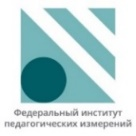 Федеральный институт
педагогических измерений